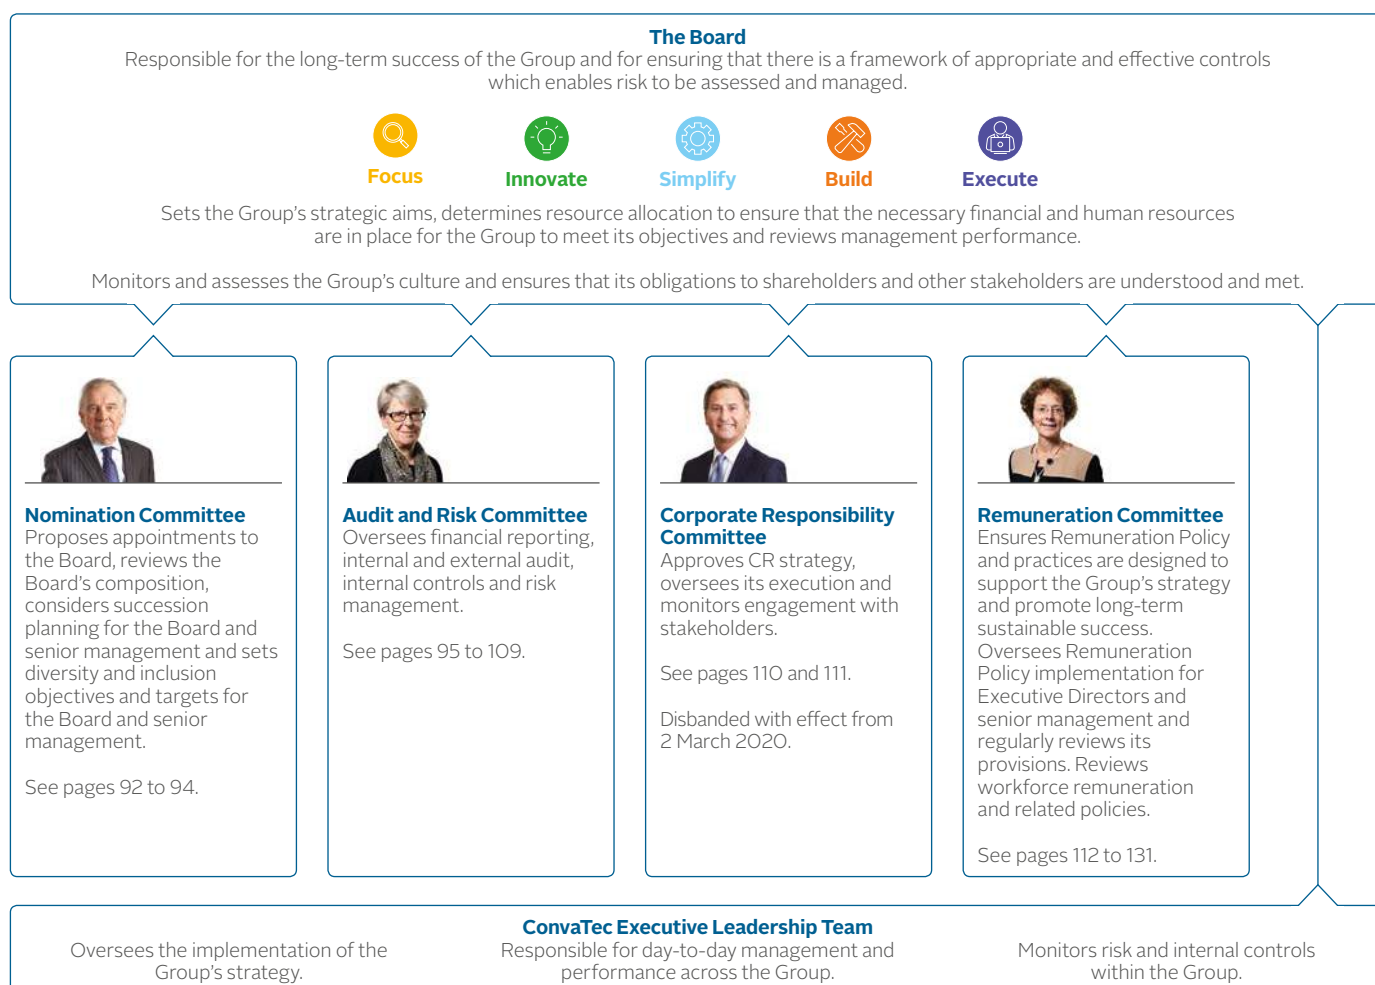 The Board
Responsible for the long-term success of the Group and for ensuring that there is a framework of appropriate and effective controls
which enables risk to be assessed and managed.
Focus
Innovate
Simplify
Build
Execute
Sets the Group's strategic aims, determines resource allocation to ensure that the necessary financial and human resources
are in place for the Group to meet its objectives and reviews management performance.
Monitors and assesses the Group's culture and ensures that its obligations to shareholders and other stakeholders are understood and met.
Nomination Committee
Proposes appointments to
the Board, reviews the
Board's composition,
considers succession
planning for the Board and
senior management and sets
diversity and inclusion
objectives and targets for
the Board and senior
management.
See pages 92 to 94.
Audit and Risk Committee
Oversees financial reporting,
internal and external audit,
internal controls and risk
management.
See pages 95 to 109.
Corporate Responsibility
Committee
Approves CR strategy,
oversees its execution and
monitors engagement with
stakeholders.
See pages 110 and 111.
Disbanded with effect from
2 March 2020.
Remuneration Committee
Ensures Remuneration Policy
and practices are designed to
support the Group's strategy
and promote long-term
sustainable success.
Oversees Remuneration
Policy implementation for
Executive Directors and
senior management and
regularly reviews its
provisions. Reviews
workforce remuneration
and related policies.
See pages 112 to 131.
ConvaTec Executive Leadership Team
Oversees the implementation of the
Group's strategy.
Responsible for day-to-day management and
performance across the Group.
Monitors risk and internal controls
within the Group.